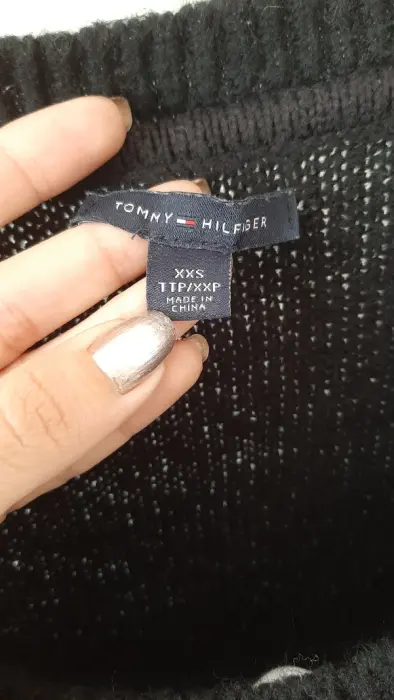 TOMMY HILFIGER
XXS
TTP/XXP
MADE IN
CHINA